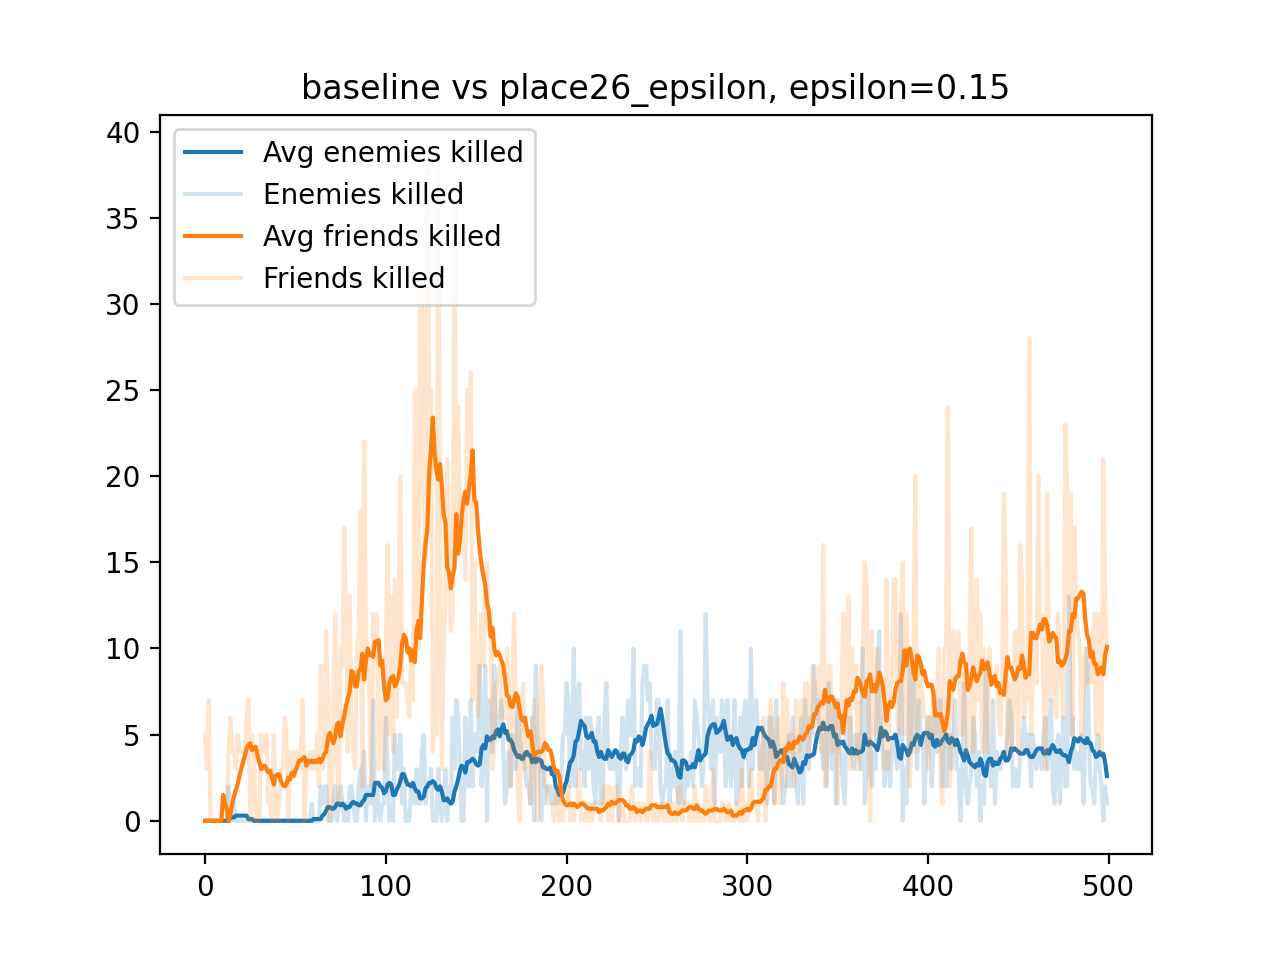 baseline vs place26_epsilon, epsilon=0.15
40
35
30
25
20
15
10
5
0
Avg enemies killed
Enemies killed
Avg friends killed
Friends killed
0 100 200 300 400 500